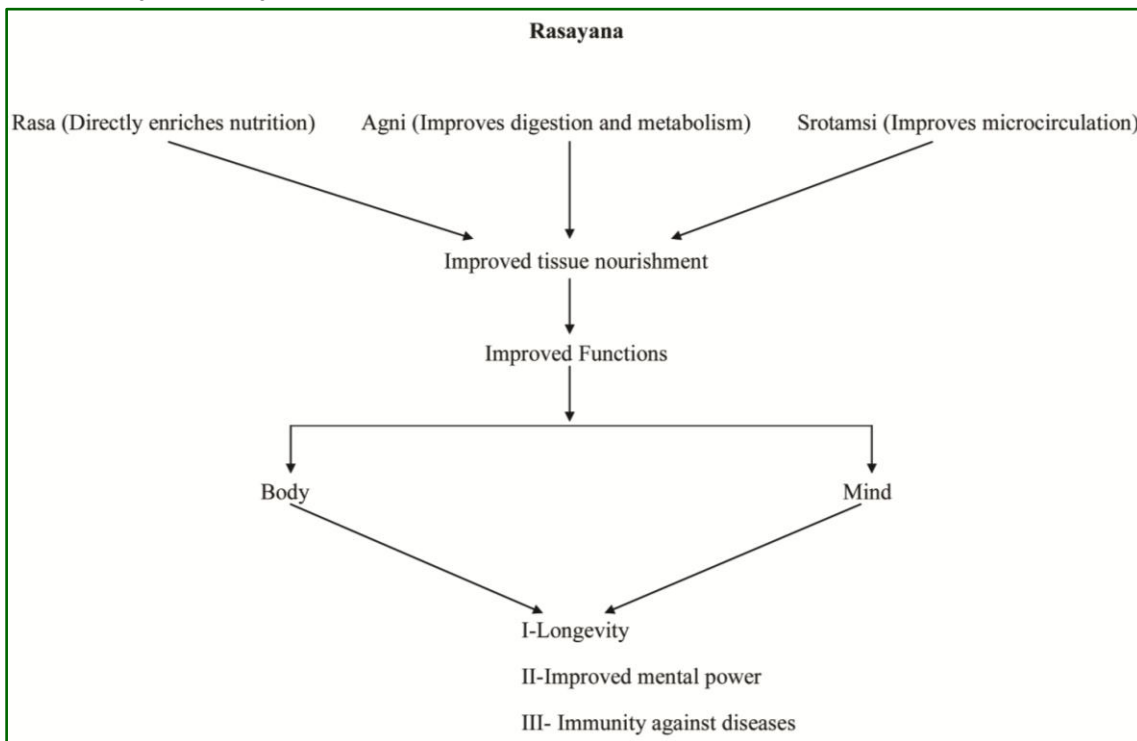 Rasayana
Rasa (Directly enriches nutrition) Agni (Improves digestion and metabolism) Srotamsi (Improves microcirculation)
Improved tissue nourishment
Improved Functions
Body Mind
I-Longevity
II-Improved mental power
III- Immunity against diseases